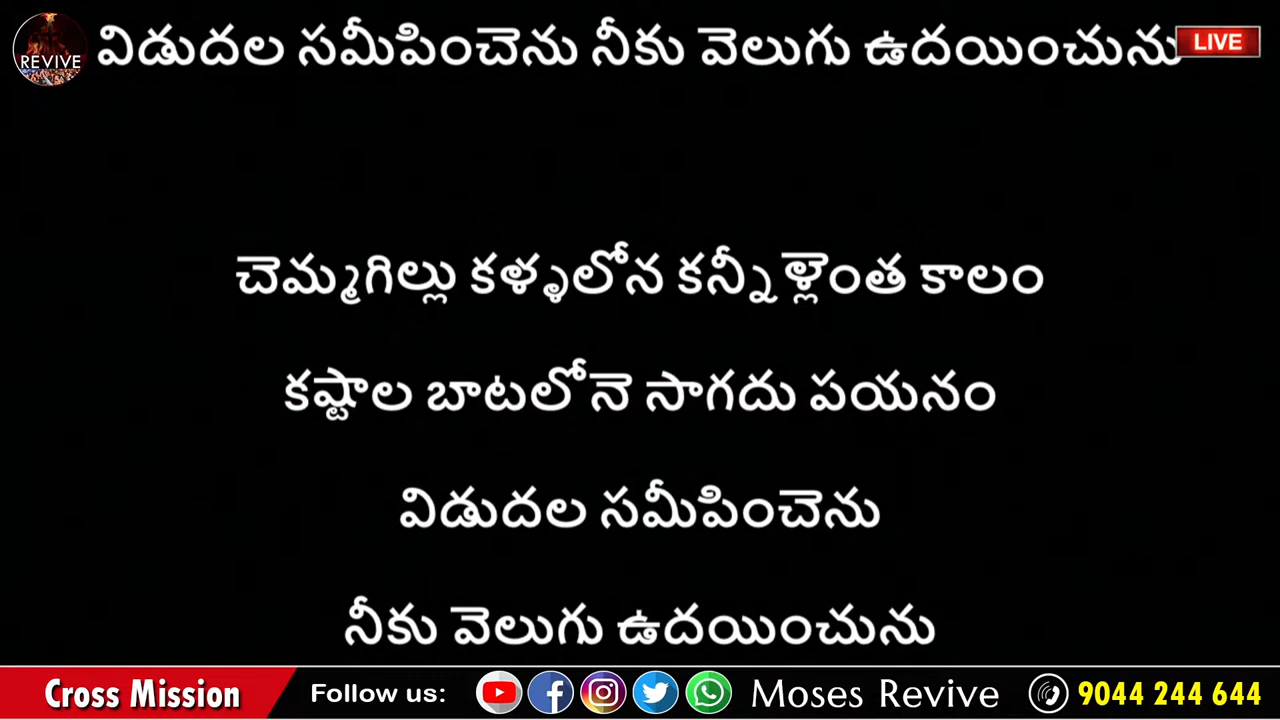 విడుదల సమీపించెను నీకు వెలుగు ఉదయించును
LIVE
REVIVE
చెమ్మగిల్లు కళ్ళలోన కన్నీళ్లెంత కాలం
కష్టాల బాటలోనె సాగదు పయనం
విడుదల సమీపించెను
నీకు వెలుగు ఉదయించును
Cross Mission Follow us: Moses Revive 9044 244 644